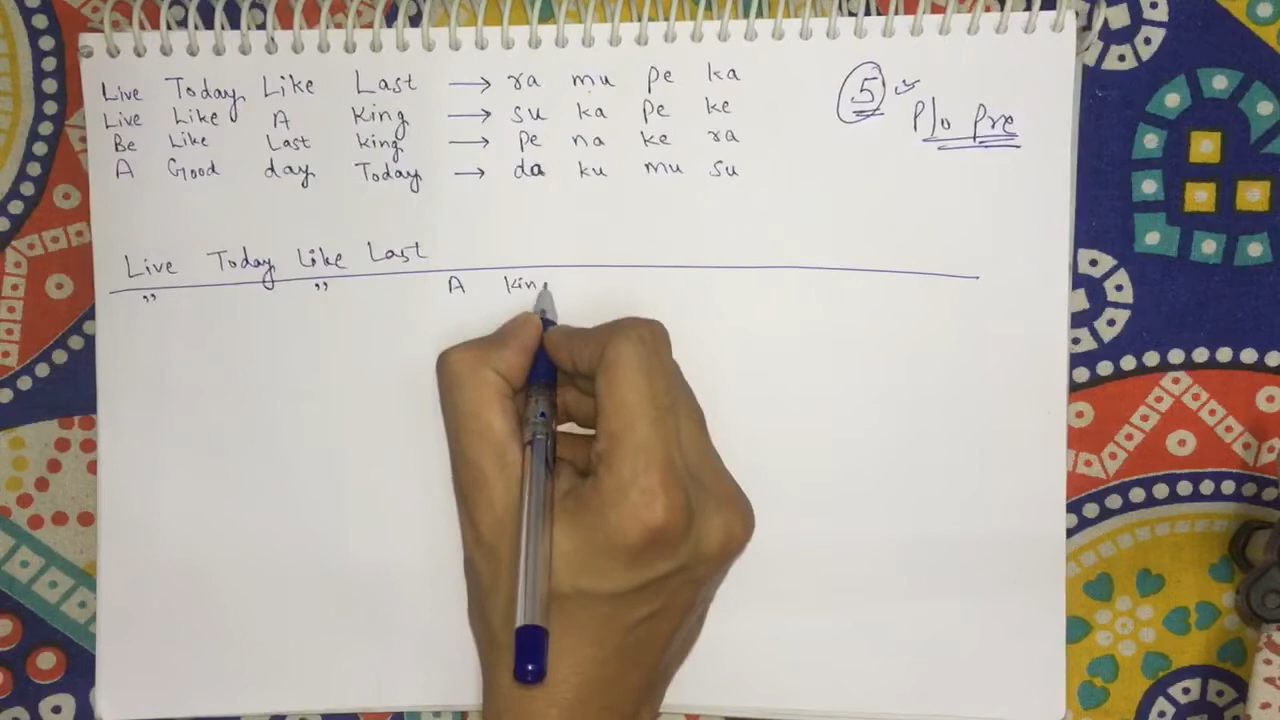 Live Today Like Last → ra mu pe ka
Live Like A King → su ka pe ke
Be Like Last king → pe na ke ra
A Good day Today → da ku mu su
5
P/o Pre
Live Today Like Last
" " A Kin